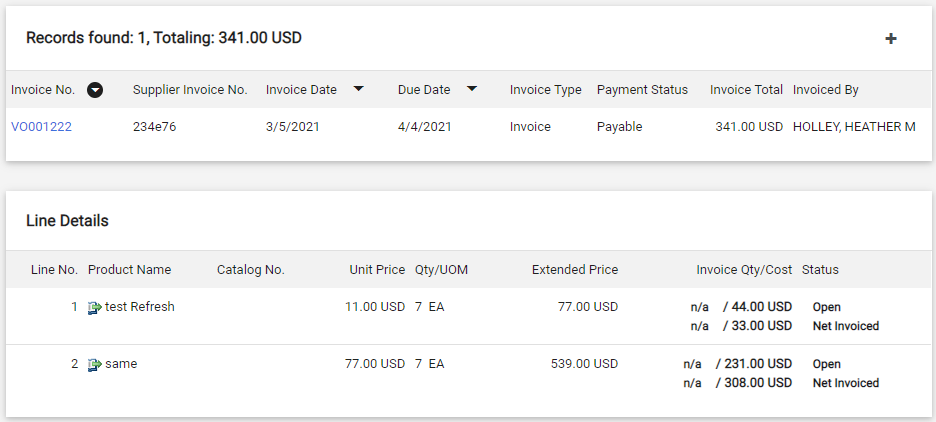 Records found: 1, Totaling: 341.00 USD +
Invoice No. Supplier Invoice No. Invoice Date Due Date Invoice Type Payment Status Invoice Total Invoiced By
VO001222 234e76 3/5/2021 4/4/2021 Invoice Payable 341.00 USD HOLLEY, HEATHER M
Line Details
Line No. Product Name Catalog No. Unit Price Qty/UOM Extended Price Invoice Qty/Cost Status
1 test Refresh 11.00 USD 7 EA 77.00 USD n/a / 44.00 USD Open
n/a / 33.00 USD Net Invoiced
2 same 77.00 USD 7 EA 539.00 USD n/a / 231.00 USD Open
n/a / 308.00 USD Net Invoiced